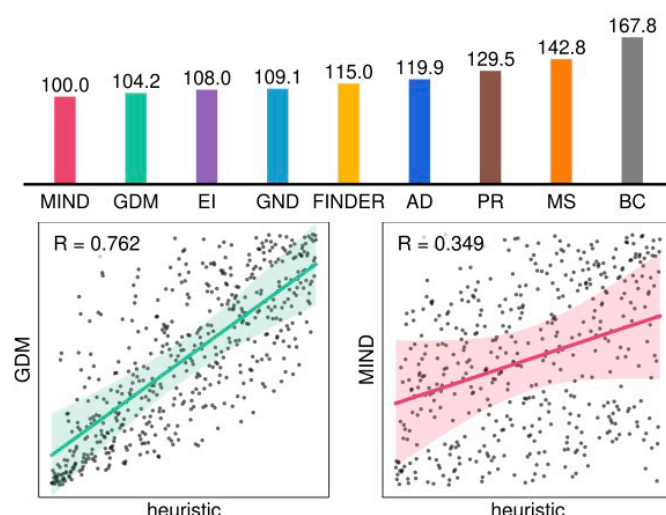 100.0 104.2 108.0 109.1 115.0 119.9 129.5 142.8 167.8
MIND GDM EI GND FINDER AD PR MS BC
R = 0.762
GDM
heuristic
R = 0.349
MIND
heuristic